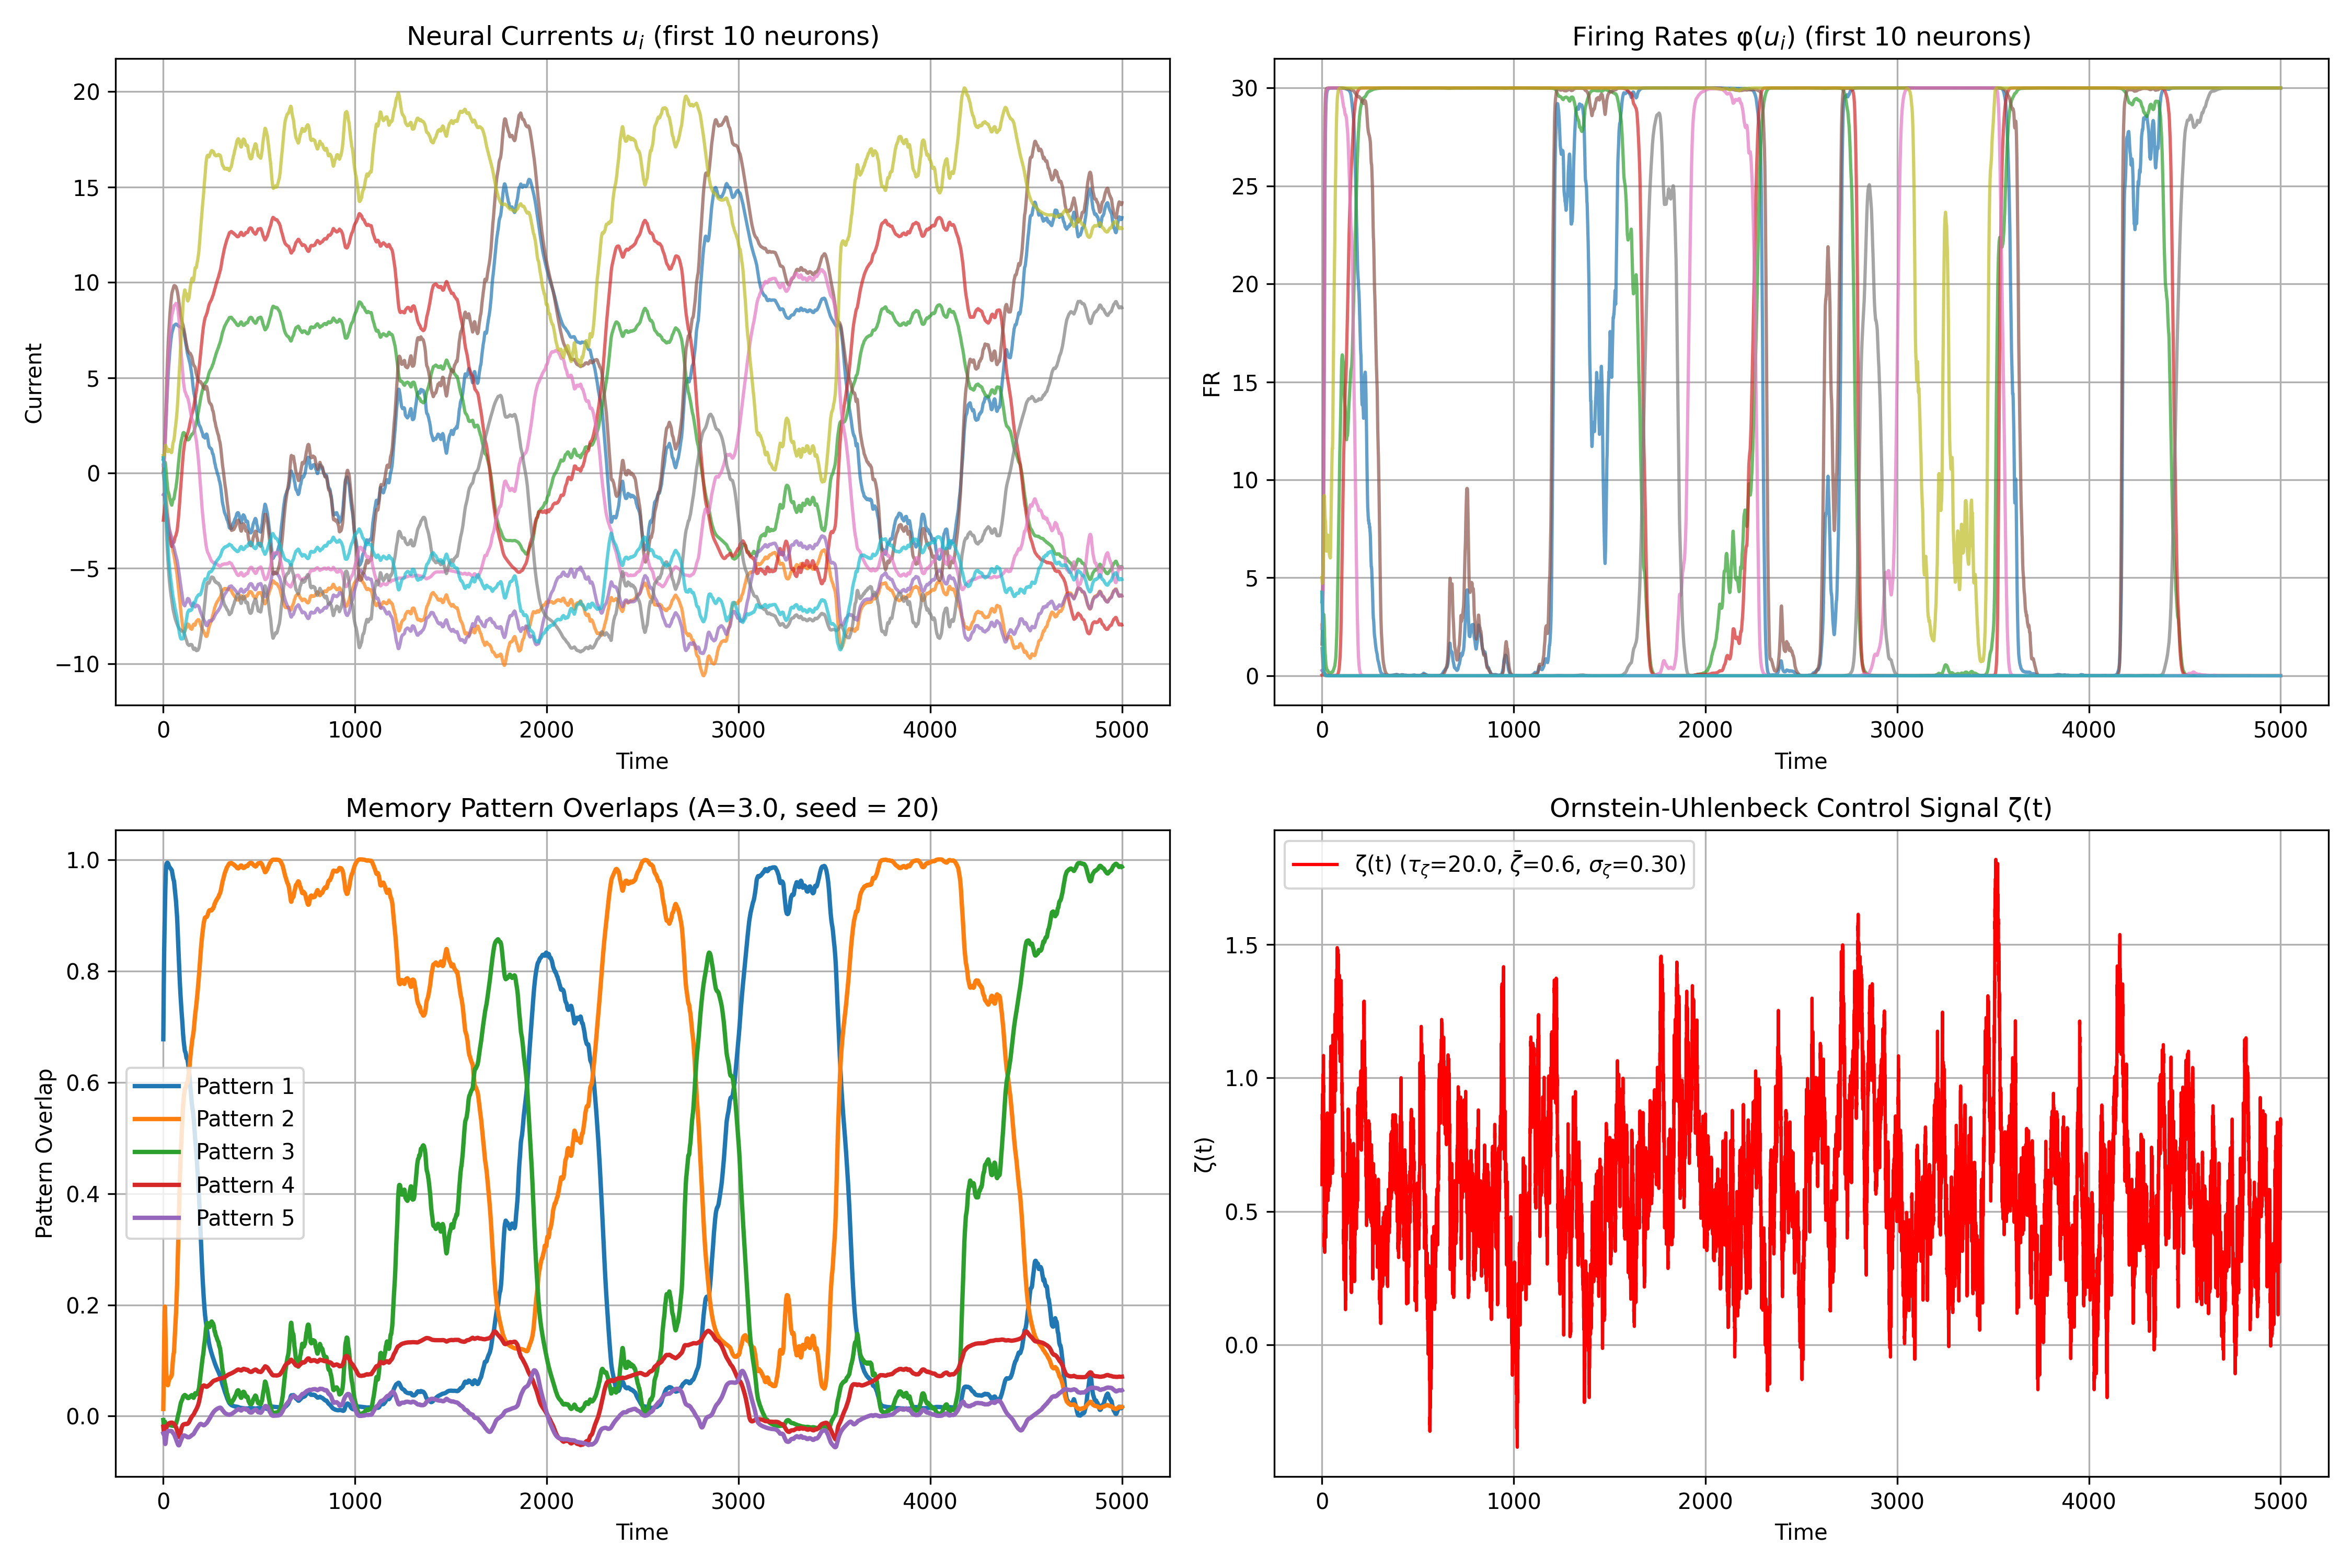 Neural Currents u_i (first 10 neurons)
Current
20
15
10
5
0
−5
−10
0 1000 2000 3000 4000 5000
Time
Firing Rates φ(u_i) (first 10 neurons)
FR
30
25
20
15
10
5
0
0 1000 2000 3000 4000 5000
Time
Memory Pattern Overlaps (A=3.0, seed = 20)
Pattern Overlap
1.0
0.8
0.6
0.4
0.2
0.0
Pattern 1
Pattern 2
Pattern 3
Pattern 4
Pattern 5
0 1000 2000 3000 4000 5000
Time
Ornstein-Uhlenbeck Control Signal ζ(t)
ζ(t) (τ_ζ=20.0, ζ̄=0.6, σ_ζ=0.30)
ζ(t)
1.5
1.0
0.5
0.0
0 1000 2000 3000 4000 5000
Time